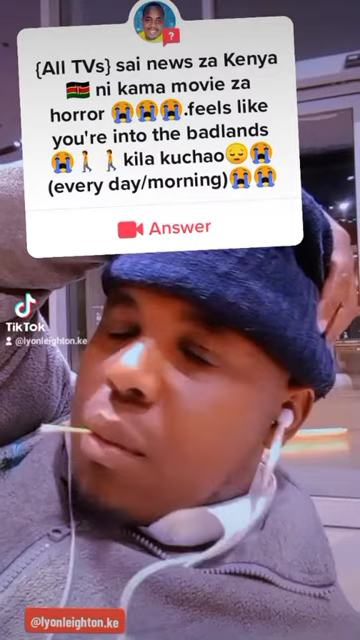 {All TVs} sai news za Kenya
🇰🇪 ni kama movie za
horror 😭😭😭.feels like
you're into the badlands
😭🚶🚶kila kuchao😔😭
(every day/morning)😭😭
Answer
TikTok
@lyonleighton.ke
@lyonleighton.ke